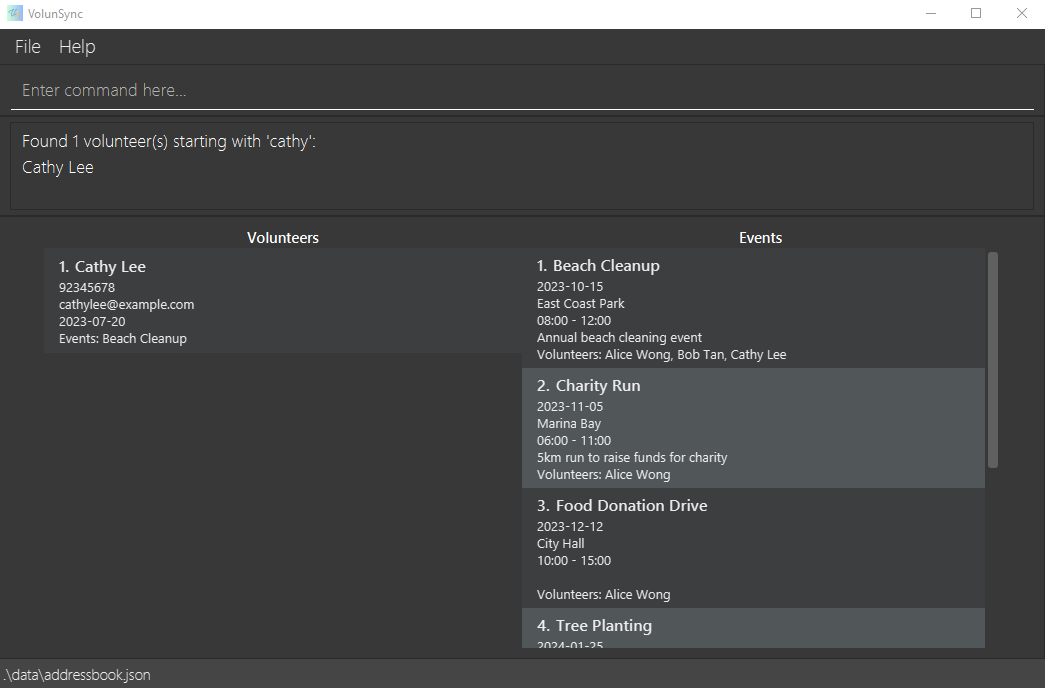 VolunSync
File Help
Enter command here...
Found 1 volunteer(s) starting with 'cathy':
Cathy Lee
Volunteers
1. Cathy Lee
92345678
cathylee@example.com
2023-07-20
Events: Beach Cleanup
Events
1. Beach Cleanup
2023-10-15
East Coast Park
08:00 - 12:00
Annual beach cleaning event
Volunteers: Alice Wong, Bob Tan, Cathy Lee
2. Charity Run
2023-11-05
Marina Bay
06:00 - 11:00
5km run to raise funds for charity
Volunteers: Alice Wong
3. Food Donation Drive
2023-12-12
City Hall
10:00 - 15:00
Volunteers: Alice Wong
4. Tree Planting
2024-01-25
.\data\addressbook.json